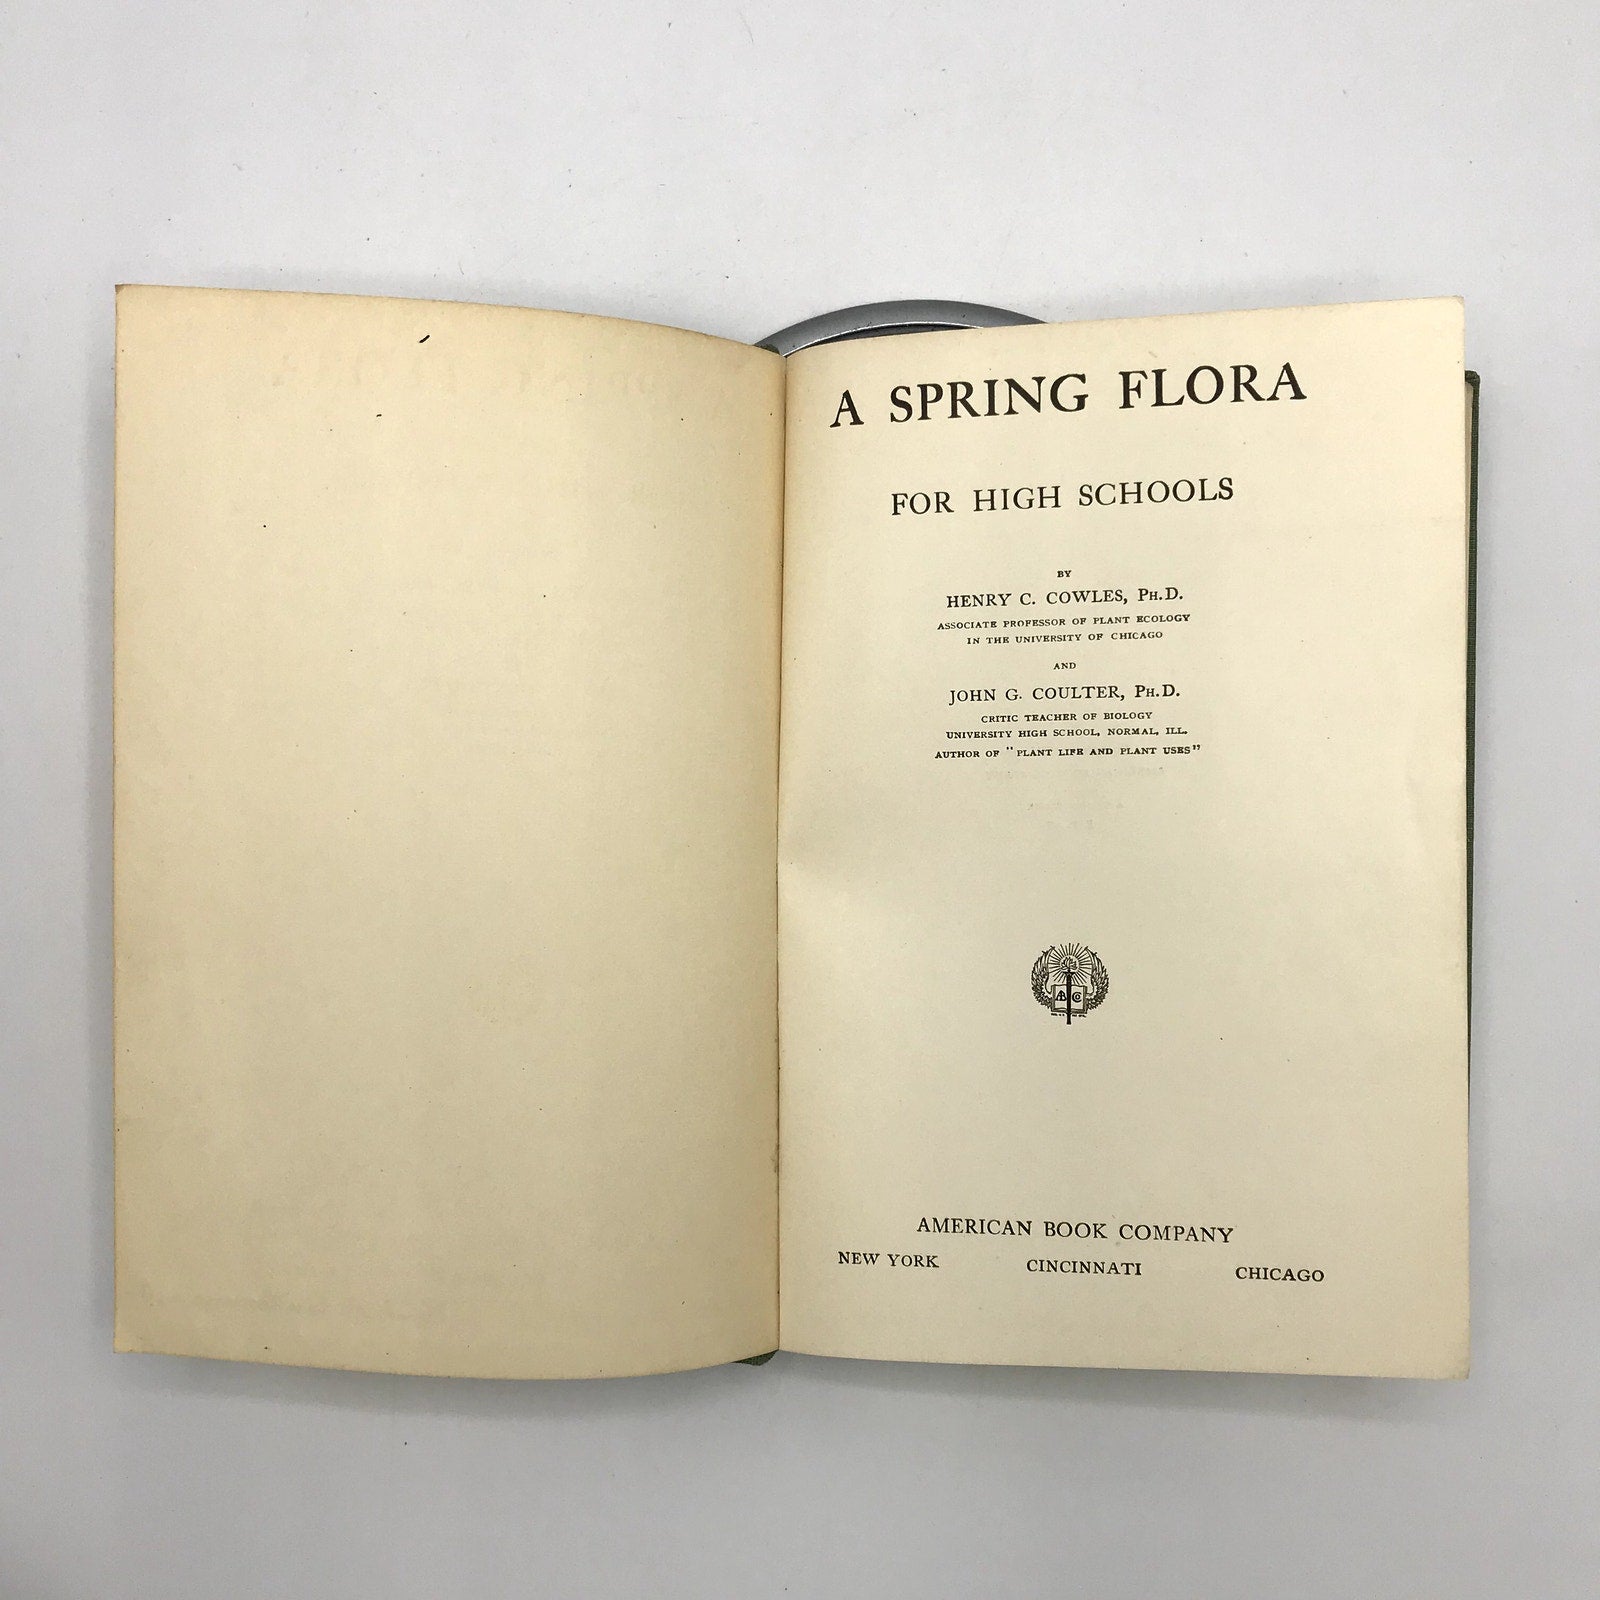 A SPRING FLORA
FOR HIGH SCHOOLS
BY
HENRY C. COWLES, PH.D.
ASSOCIATE PROFESSOR OF PLANT ECOLOGY
IN THE UNIVERSITY OF CHICAGO
AND
JOHN G. COULTER, PH.D.
CRITIC TEACHER OF BIOLOGY
UNIVERSITY HIGH SCHOOL, NORMAL, ILL.
AUTHOR OF "PLANT LIFE AND PLANT USES"
ABC
AMERICAN BOOK COMPANY
NEW YORK CINCINNATI CHICAGO